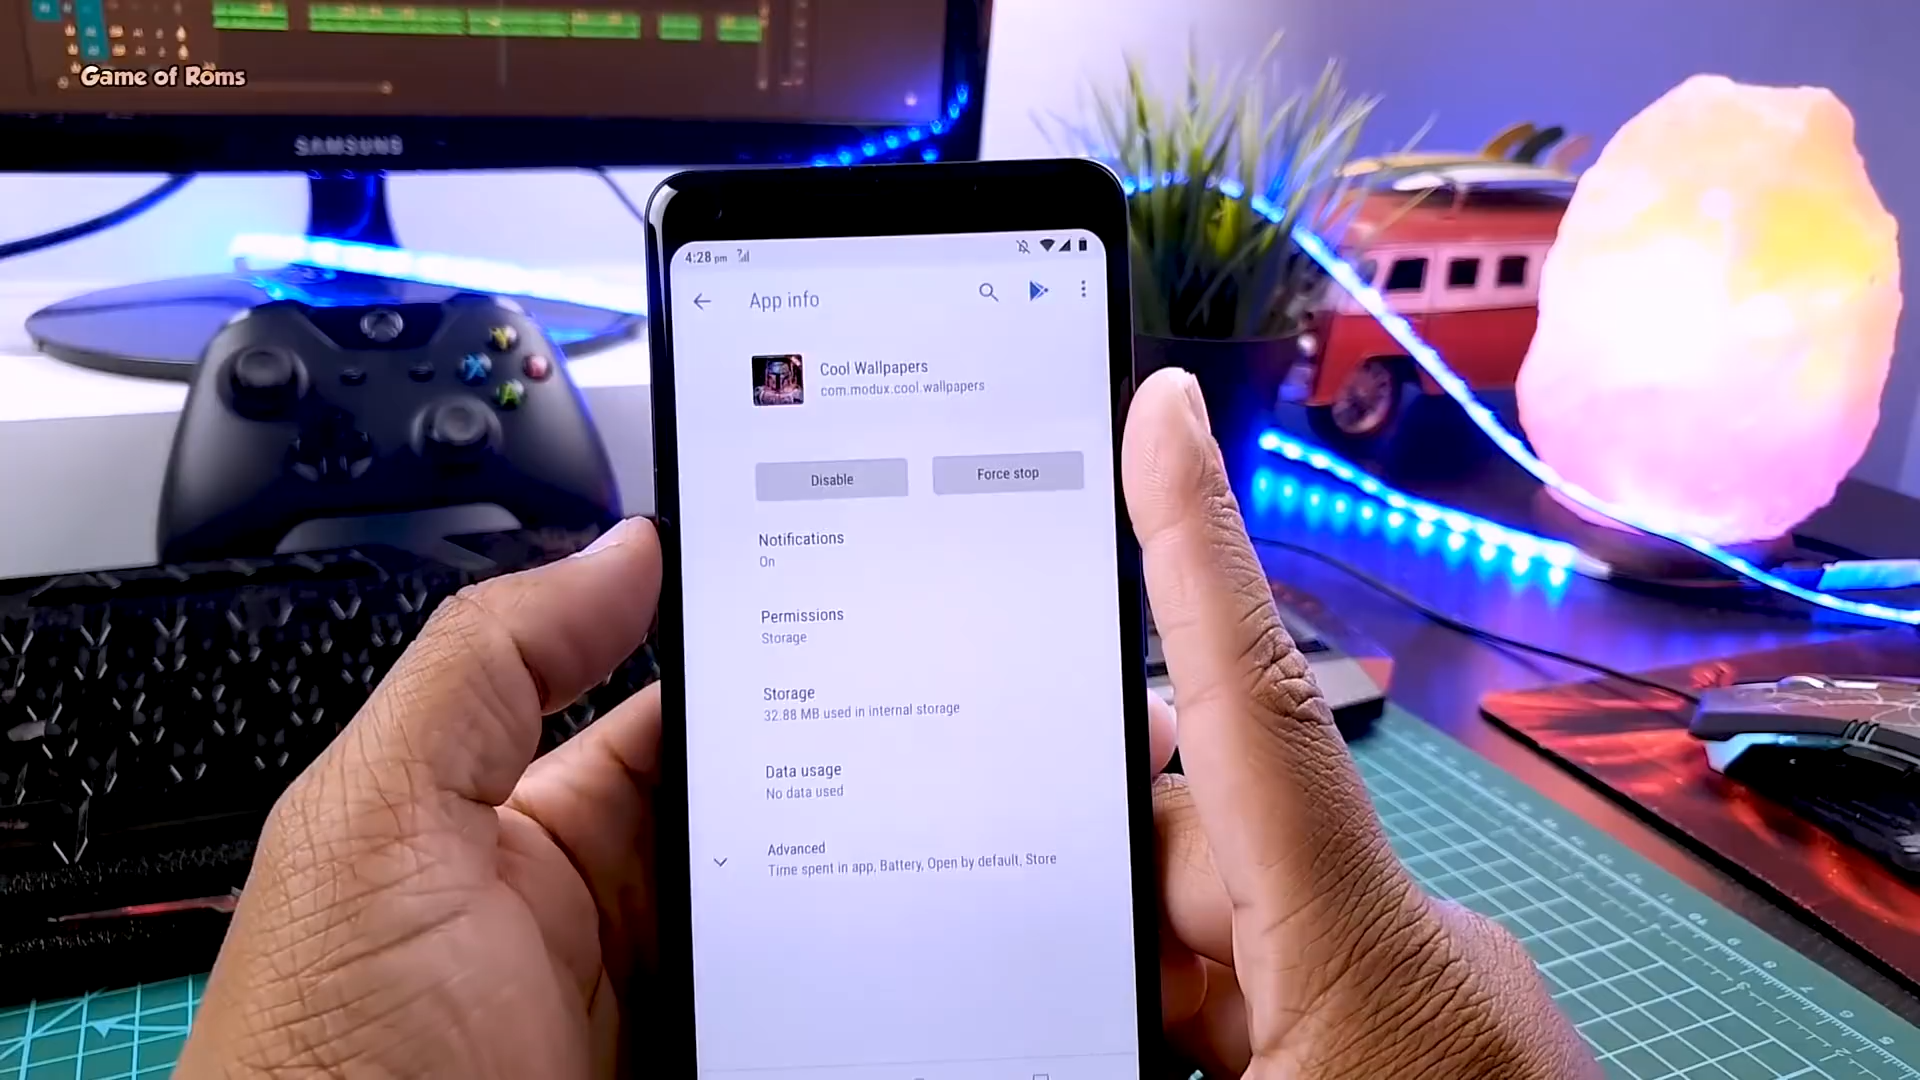 Game of Roms
SAMSUNG
4:28 pm
App info
Cool Wallpapers
com.modux.cool.wallpapers
Disable
Force stop
Notifications
On
Permissions
Storage
Storage
32.88 MB used in internal storage
Data usage
No data used
Advanced
Time spent in app, Battery, Open by default, Store
Y
X
A